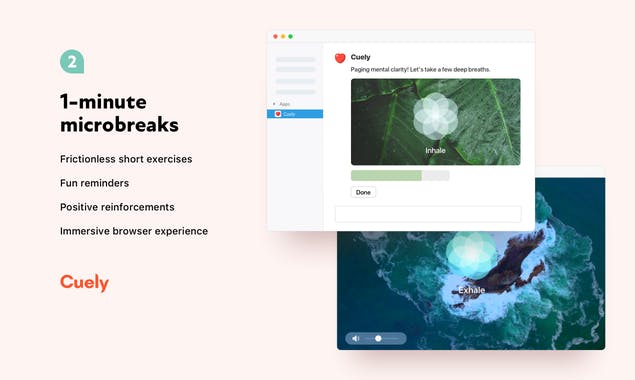 2
1-minute
microbreaks
Frictionless short exercises
Fun reminders
Positive reinforcements
Immersive browser experience
Cuely
Apps
Cuely
Cuely
Paging mental clarity! Let's take a few deep breaths.
Inhale
Done
Exhale